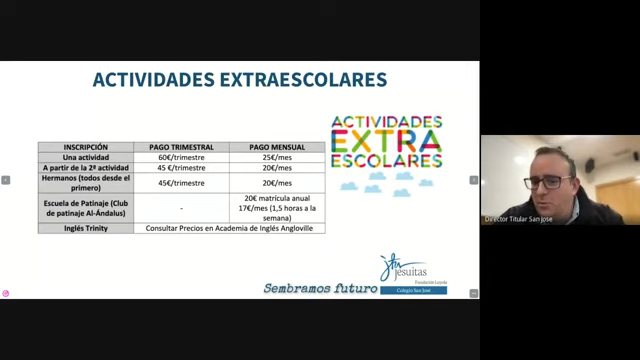 ACTIVIDADES EXTRAESCOLARES
ACTIVIDADES
EXTRA
ESCOLARES
INSCRIPCIÓN PAGO TRIMESTRAL PAGO MENSUAL
Una actividad 60€/trimestre 25€/mes
A partir de la 2ª actividad 45 €/trimestre 20€/mes
Hermanos (todos desde el
primero) 45€/trimestre 20€/mes
Escuela de Patinaje (Club
de patinaje Al-Ándalus) - 20€ matrícula anual
17€/mes (1,5 horas a la
semana)
Inglés Trinity Consultar Precios en Academia de Inglés Angloville
jesuitas
Fundación Loyola
Colegio San José
Sembramos futuro
Director Titular San Jose